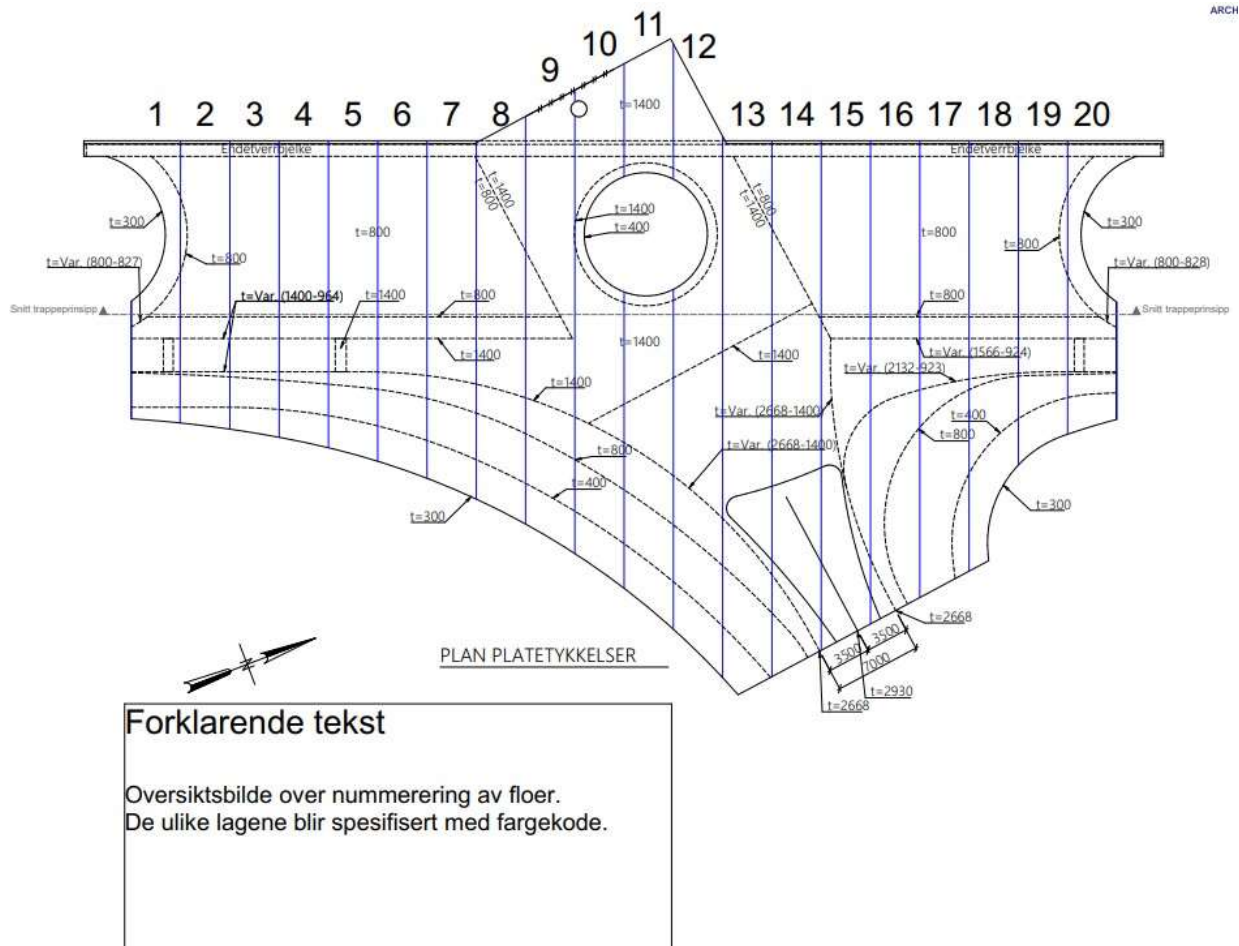 ARCH
11
10
12
9
t=1400
1 2 3 4 5 6 7 8 13 14 15 16 17 18 19 20
Endetverrbjelke
Endetverrbjelke
t=1400
t=800
t=800
t=1400
t=300
t=1400
t=400
t=300
t=800
t=800
t=800
t=800
t=Var. (800-827)
t=Var. (800-828)
t=Var. (1400-964)
t=1400
t=800
t=800
Snitt trappeprinsipp
Snitt trappeprinsipp
t=1400
t=1400
t=1400
t=Var. (1566-924)
t=Var. (2132-923)
t=1400
t=Var. (2668-1400)
t=400
t=800
t=Var. (2668-1400)
t=800
t=400
t=300
t=300
t=2668
3500
3500
7000
N
PLAN PLATETYKKELSER
t=2930
t=2668
Forklarende tekst
Oversiktsbilde over nummerering av floer.
De ulike lagene blir spesifisert med fargekode.